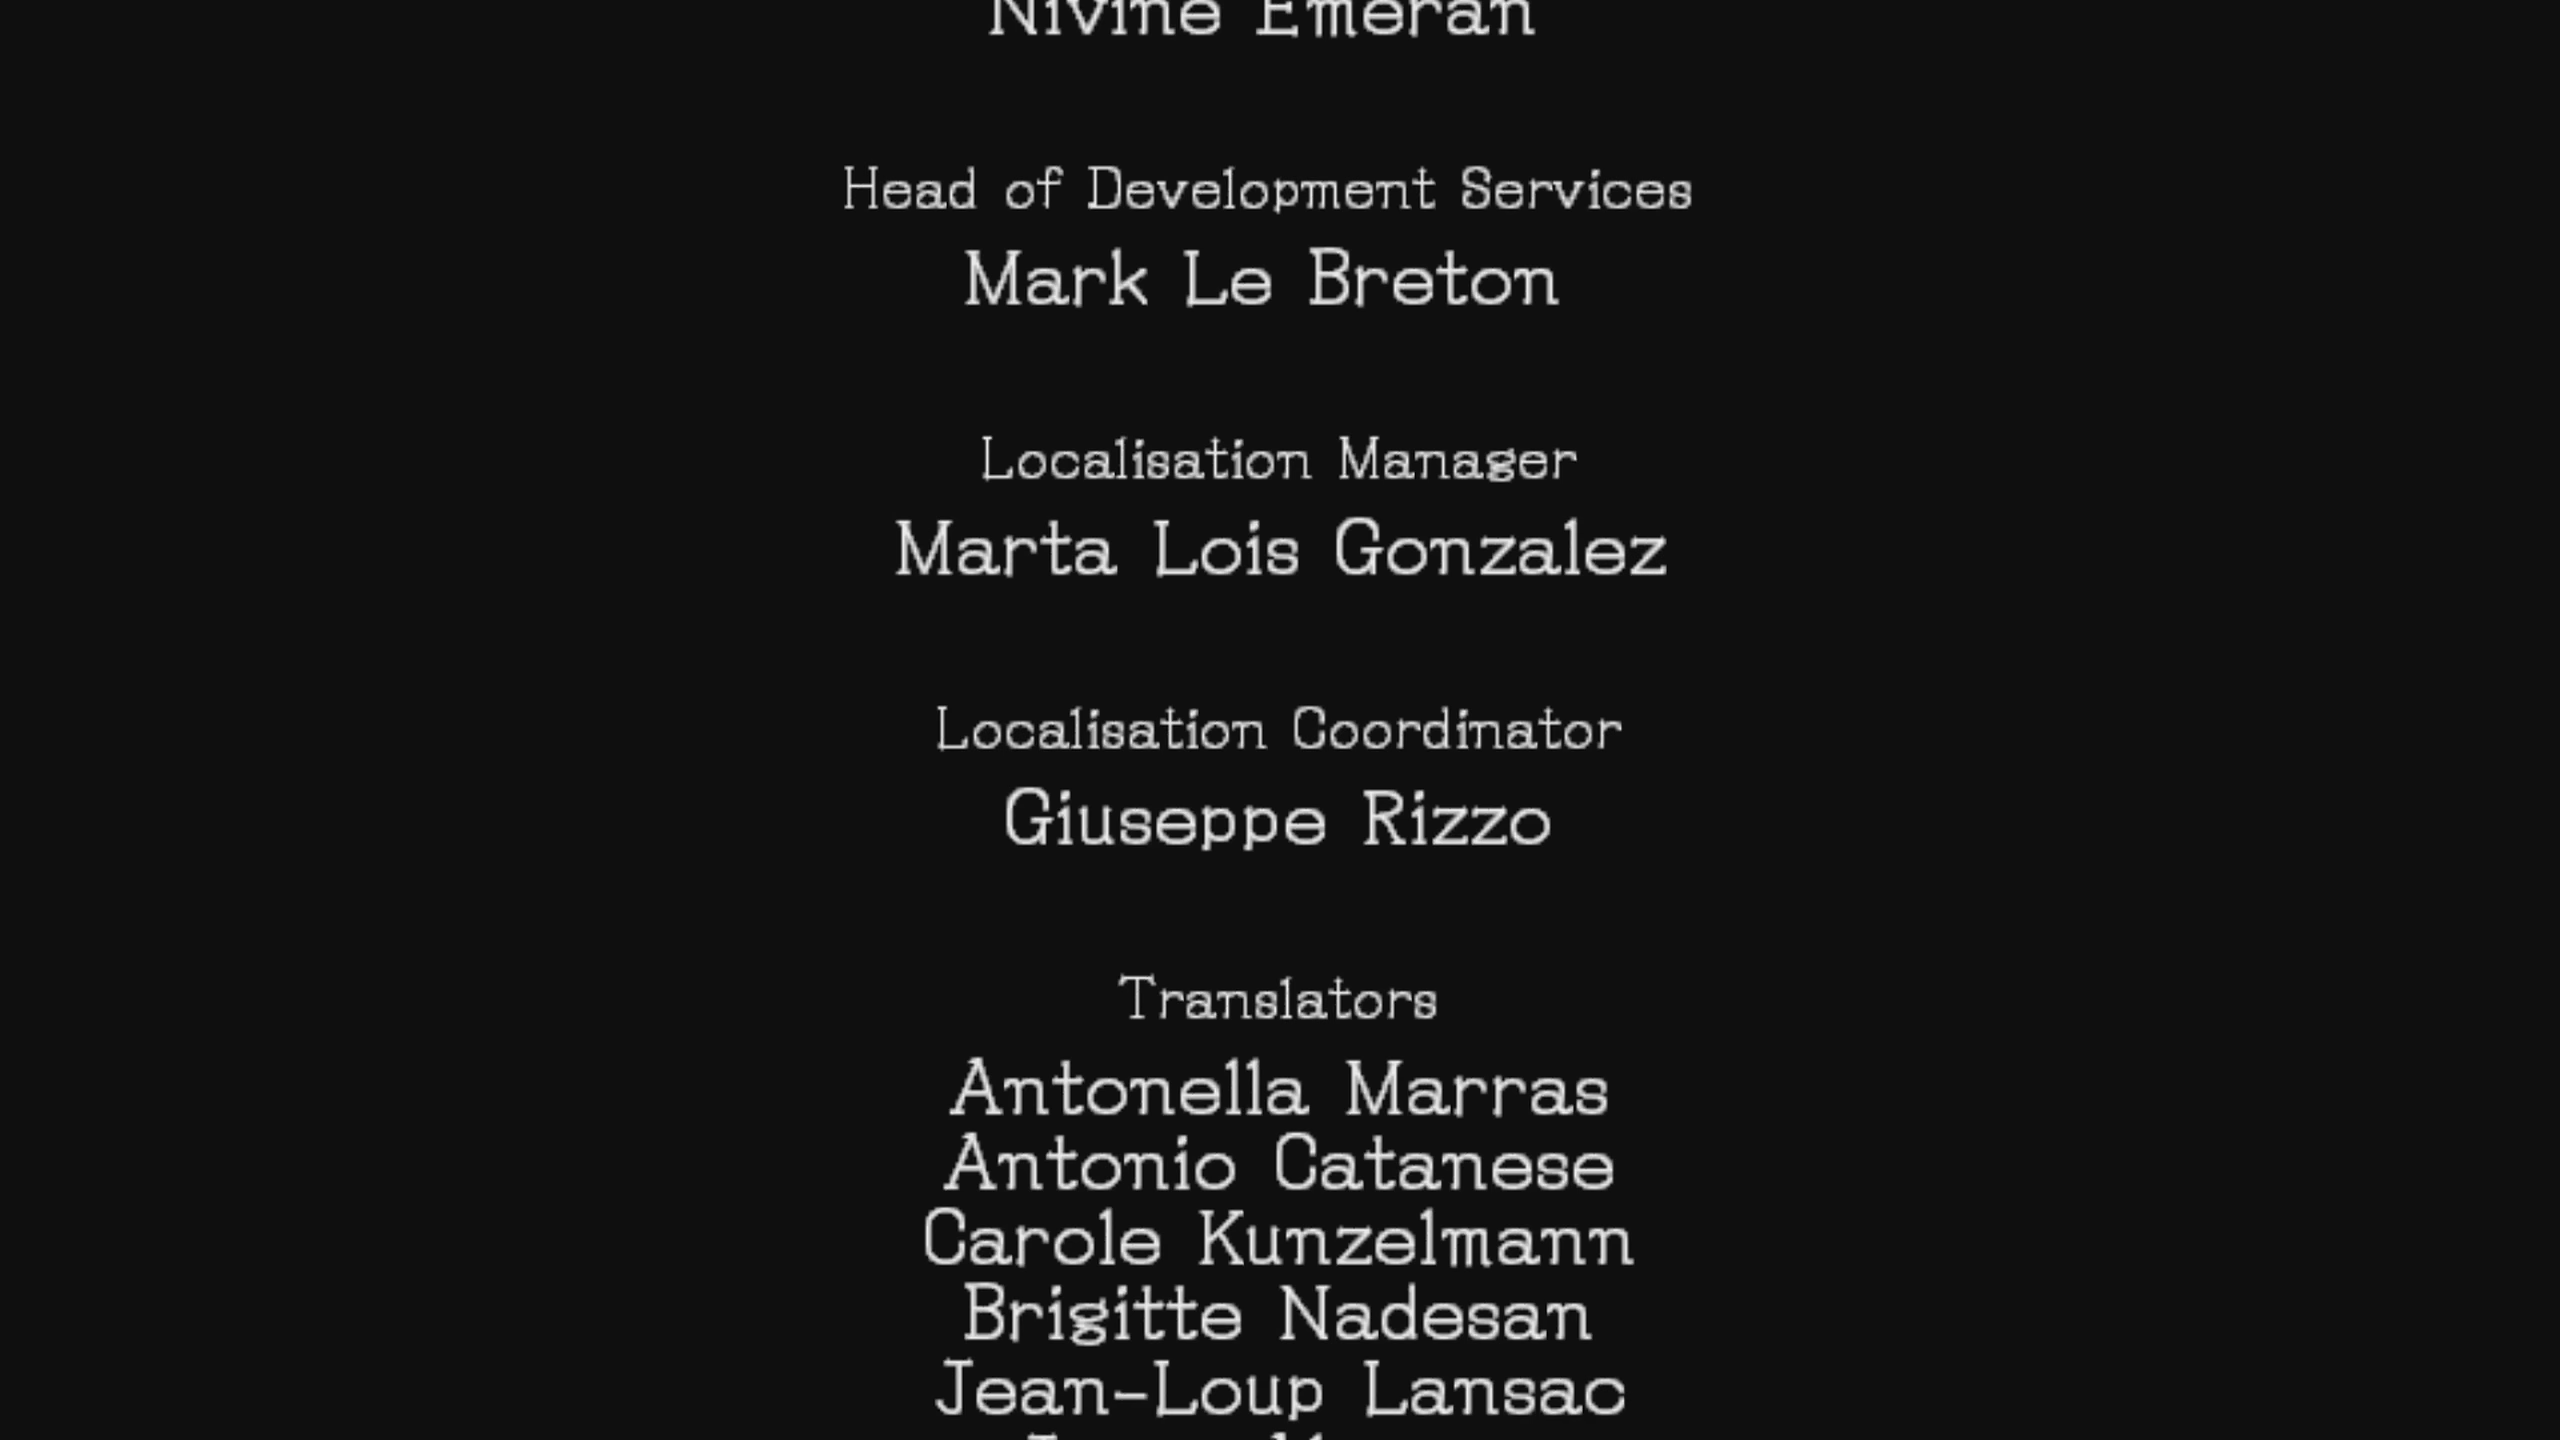 Nivine Emeran
Head of Development Services
Mark Le Breton
Localisation Manager
Marta Lois Gonzalez
Localisation Coordinator
Giuseppe Rizzo
Translators
Antonella Marras
Antonio Catanese
Carole Kunzelmann
Brigitte Nadesan
Jean-Loup Lansac